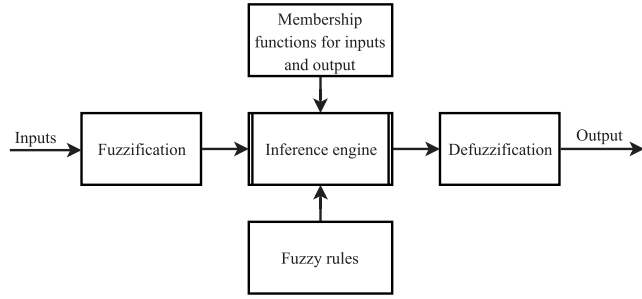 Membership
functions for inputs
and output
Inputs
Fuzzification
Inference engine
Defuzzification
Output
Fuzzy rules